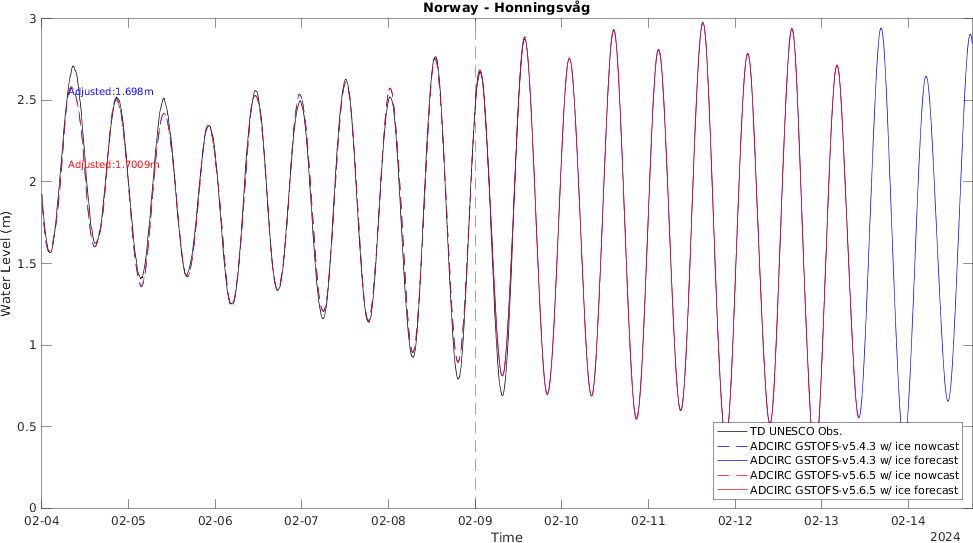 Norway - Honningsvåg
3
2.5
2
1.5
1
0.5
0
Water Level (m)
Adjusted:1.698m
Adjusted:1.7009m
TD UNESCO Obs.
ADCIRC GSTOFS-v5.4.3 w/ ice nowcast
ADCIRC GSTOFS-v5.4.3 w/ ice forecast
ADCIRC GSTOFS-v5.6.5 w/ ice nowcast
ADCIRC GSTOFS-v5.6.5 w/ ice forecast
02-04 02-05 02-06 02-07 02-08 02-09 02-10 02-11 02-12 02-13 02-14
Time
2024